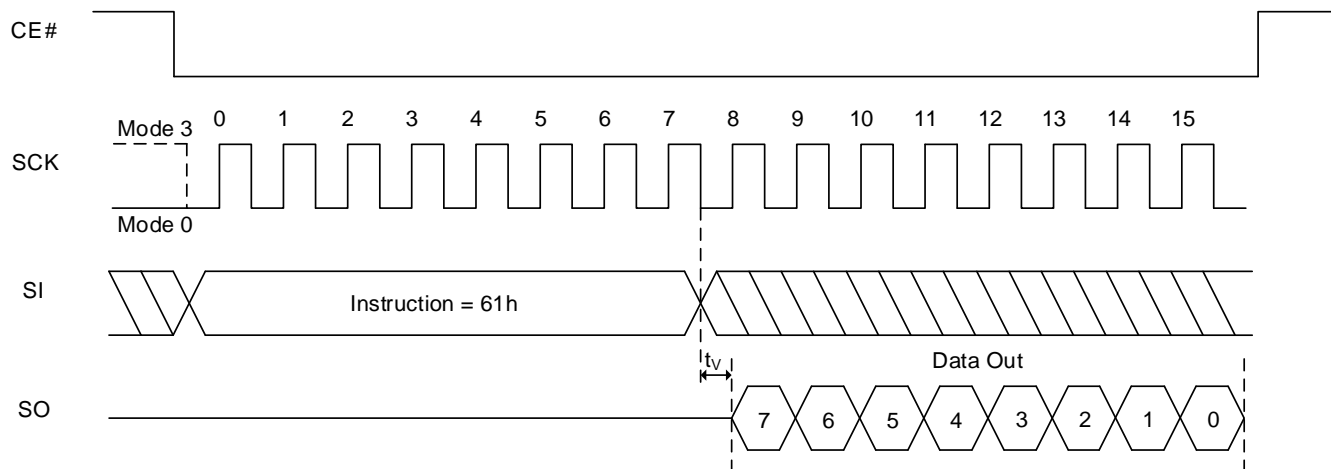 CE#
Mode 3 0 1 2 3 4 5 6 7 8 9 10 11 12 13 14 15
SCK
Mode 0
SI
Instruction = 61h
tV Data Out
SO 7 6 5 4 3 2 1 0